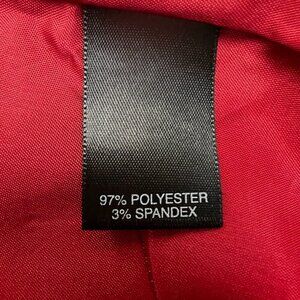 97% POLYESTER
3% SPANDEX